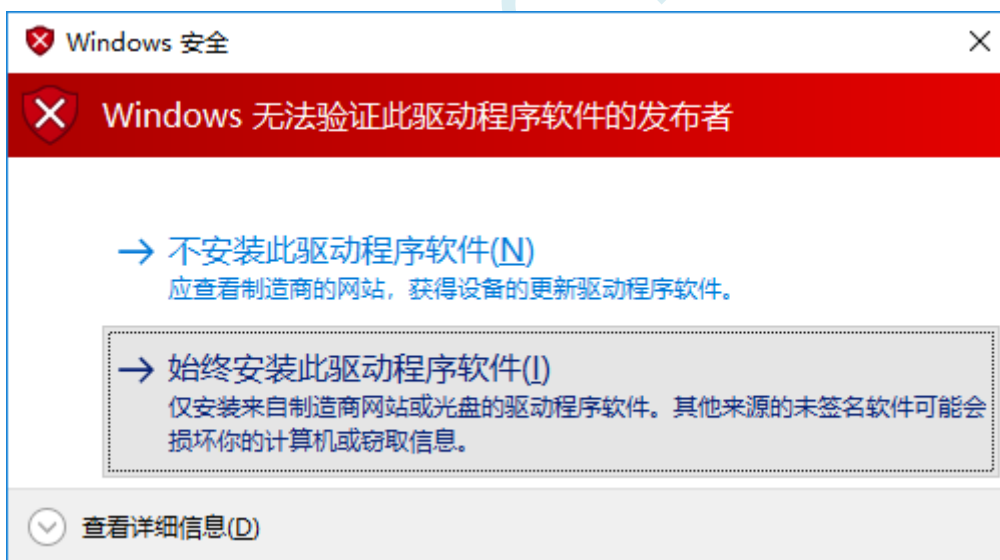 Windows 安全
Windows 无法验证此驱动程序软件的发布者
不安装此驱动程序软件(N)
应查看制造商的网站，获得设备的更新驱动程序软件。
始终安装此驱动程序软件(I)
仅安装来自制造商网站或光盘的驱动程序软件。其他来源的未签名软件可能会
损坏你的计算机或窃取信息。
查看详细信息(D)